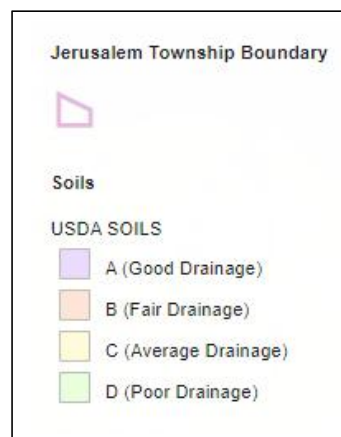 Jerusalem Township Boundary
Soils
USDA SOILS
A (Good Drainage)
B (Fair Drainage)
C (Average Drainage)
D (Poor Drainage)